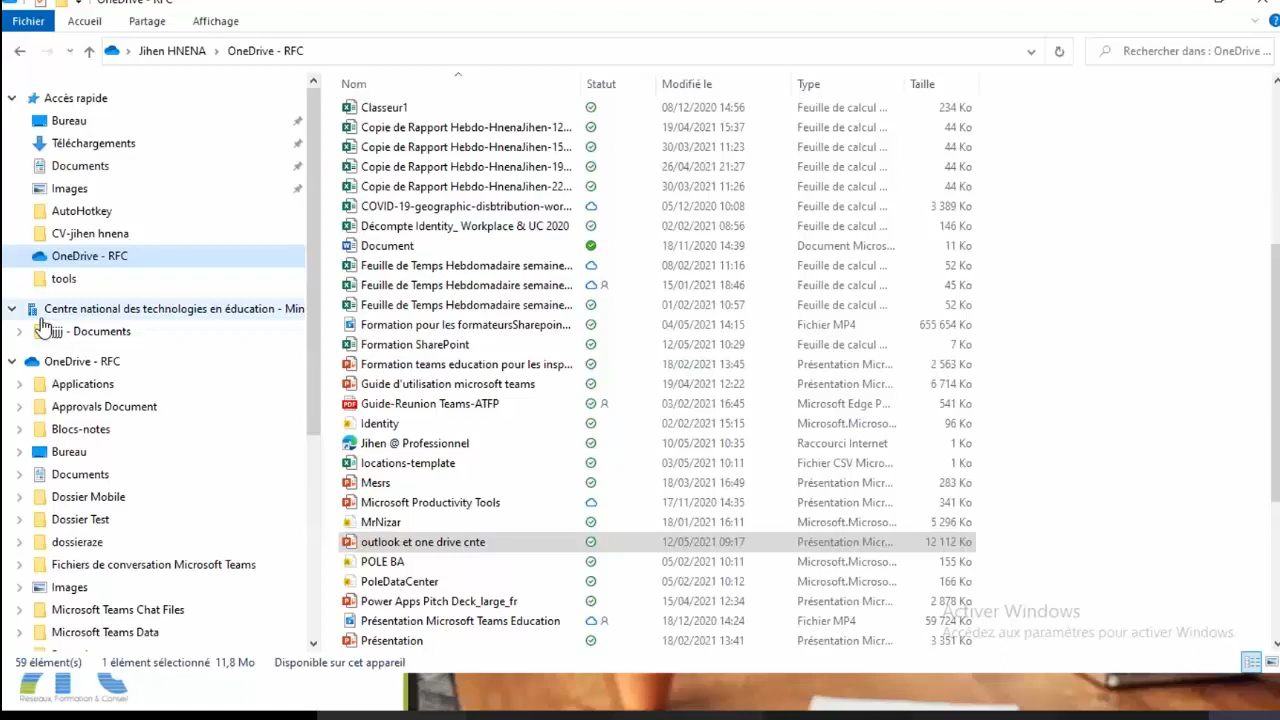 OneDrive - RFC
Fichier Accueil Partage Affichage
Jihen HNENA OneDrive - RFC Rechercher dans : OneDrive ...
Nom Statut Modifié le Type Taille
Accès rapide
Bureau
Téléchargements
Documents
Images
AutoHotkey
CV-jihen hnena
OneDrive - RFC
tools
Centre national des technologies en éducation - Min
jjjjj - Documents
OneDrive - RFC
Applications
Approvals Document
Blocs-notes
Bureau
Documents
Dossier Mobile
Dossier Test
dossieraze
Fichiers de conversation Microsoft Teams
Images
Microsoft Teams Chat Files
Microsoft Teams Data
Classeur1 08/12/2020 14:56 Feuille de calcul ... 234 Ko
Copie de Rapport Hebdo-HnenaJihen-12... 19/04/2021 15:37 Feuille de calcul ... 44 Ko
Copie de Rapport Hebdo-HnenaJihen-15... 30/03/2021 11:23 Feuille de calcul ... 44 Ko
Copie de Rapport Hebdo-HnenaJihen-19... 26/04/2021 21:27 Feuille de calcul ... 44 Ko
Copie de Rapport Hebdo-HnenaJihen-22... 30/03/2021 11:26 Feuille de calcul ... 44 Ko
COVID-19-geographic-disbtribution-wor... 05/12/2020 10:08 Feuille de calcul ... 3 389 Ko
Décompte Identity_ Workplace & UC 2020 02/02/2021 08:56 Feuille de calcul ... 146 Ko
Document 18/11/2020 14:39 Document Micros... 11 Ko
Feuille de Temps Hebdomadaire semaine... 08/02/2021 11:16 Feuille de calcul ... 52 Ko
Feuille de Temps Hebdomadaire semaine... 15/01/2021 18:46 Feuille de calcul ... 45 Ko
Feuille de Temps Hebdomadaire semaine... 01/02/2021 10:57 Feuille de calcul ... 52 Ko
Formation pour les formateursSharepoin... 04/05/2021 14:15 Fichier MP4 655 654 Ko
Formation SharePoint 12/05/2021 10:29 Feuille de calcul ... 7 Ko
Formation teams education pour les insp... 18/02/2021 13:45 Présentation Micr... 2 563 Ko
Guide d'utilisation microsoft teams 19/04/2021 12:22 Présentation Micr... 6 714 Ko
Guide-Reunion Teams-ATFP 03/02/2021 16:45 Microsoft Edge P... 541 Ko
Identity 02/02/2021 15:15 Microsoft.Microso... 96 Ko
Jihen @ Professionnel 10/05/2021 10:35 Raccourci Internet 1 Ko
locations-template 03/05/2021 10:11 Fichier CSV Micro... 1 Ko
Mesrs 18/03/2021 16:49 Présentation Micr... 283 Ko
Microsoft Productivity Tools 17/11/2020 14:35 Présentation Micr... 341 Ko
MrNizar 18/01/2021 16:11 Microsoft.Microso... 5 296 Ko
outlook et one drive cnte 12/05/2021 09:17 Présentation Micr... 12 112 Ko
POLE BA 05/02/2021 10:11 Présentation Micr... 155 Ko
PoleDataCenter 05/02/2021 10:12 Présentation Micr... 166 Ko
Power Apps Pitch Deck_large_fr 15/04/2021 12:34 Présentation Micr... 2 878 Ko
Présentation Microsoft Teams Education 18/12/2020 14:24 Fichier MP4 59 724 Ko
Présentation 18/02/2021 13:41 Présentation Micr... 3 351 Ko
Activer Windows
Accédez aux paramètres pour activer Windows.
59 élément(s) 1 élément sélectionné 11,8 Mo Disponible sur cet appareil
Réseaux, Formation & Conseil